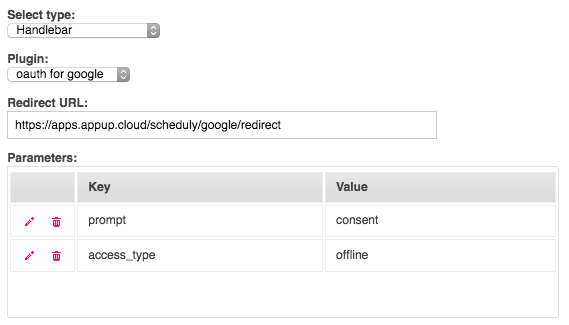 Select type:
Handlebar
Plugin:
oauth for google
Redirect URL:
https://apps.appup.cloud/scheduly/google/redirect
Parameters:
Key Value
prompt consent
access_type offline